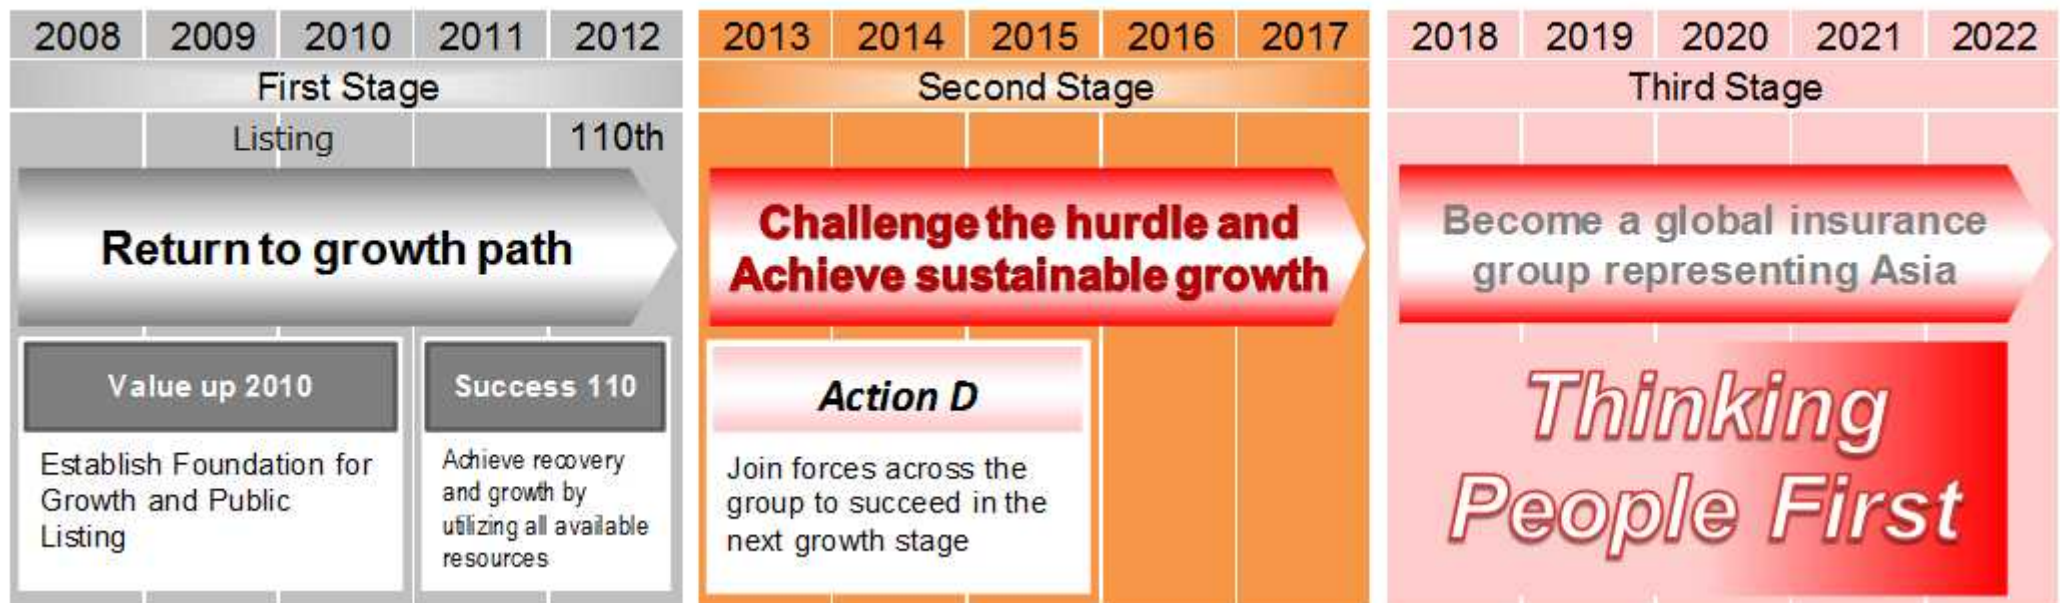 2008 2009 2010 2011 2012
First Stage
Listing 110th
Return to growth path
Value up 2010
Establish Foundation for
Growth and Public
Listing
Success 110
Achieve recovery
and growth by
utilizing all available
resources
2013 2014 2015 2016 2017
Second Stage
Challenge the hurdle and
Achieve sustainable growth
Action D
Join forces across the
group to succeed in the
next growth stage
2018 2019 2020 2021 2022
Third Stage
Become a global insurance
group representing Asia
Thinking
People First